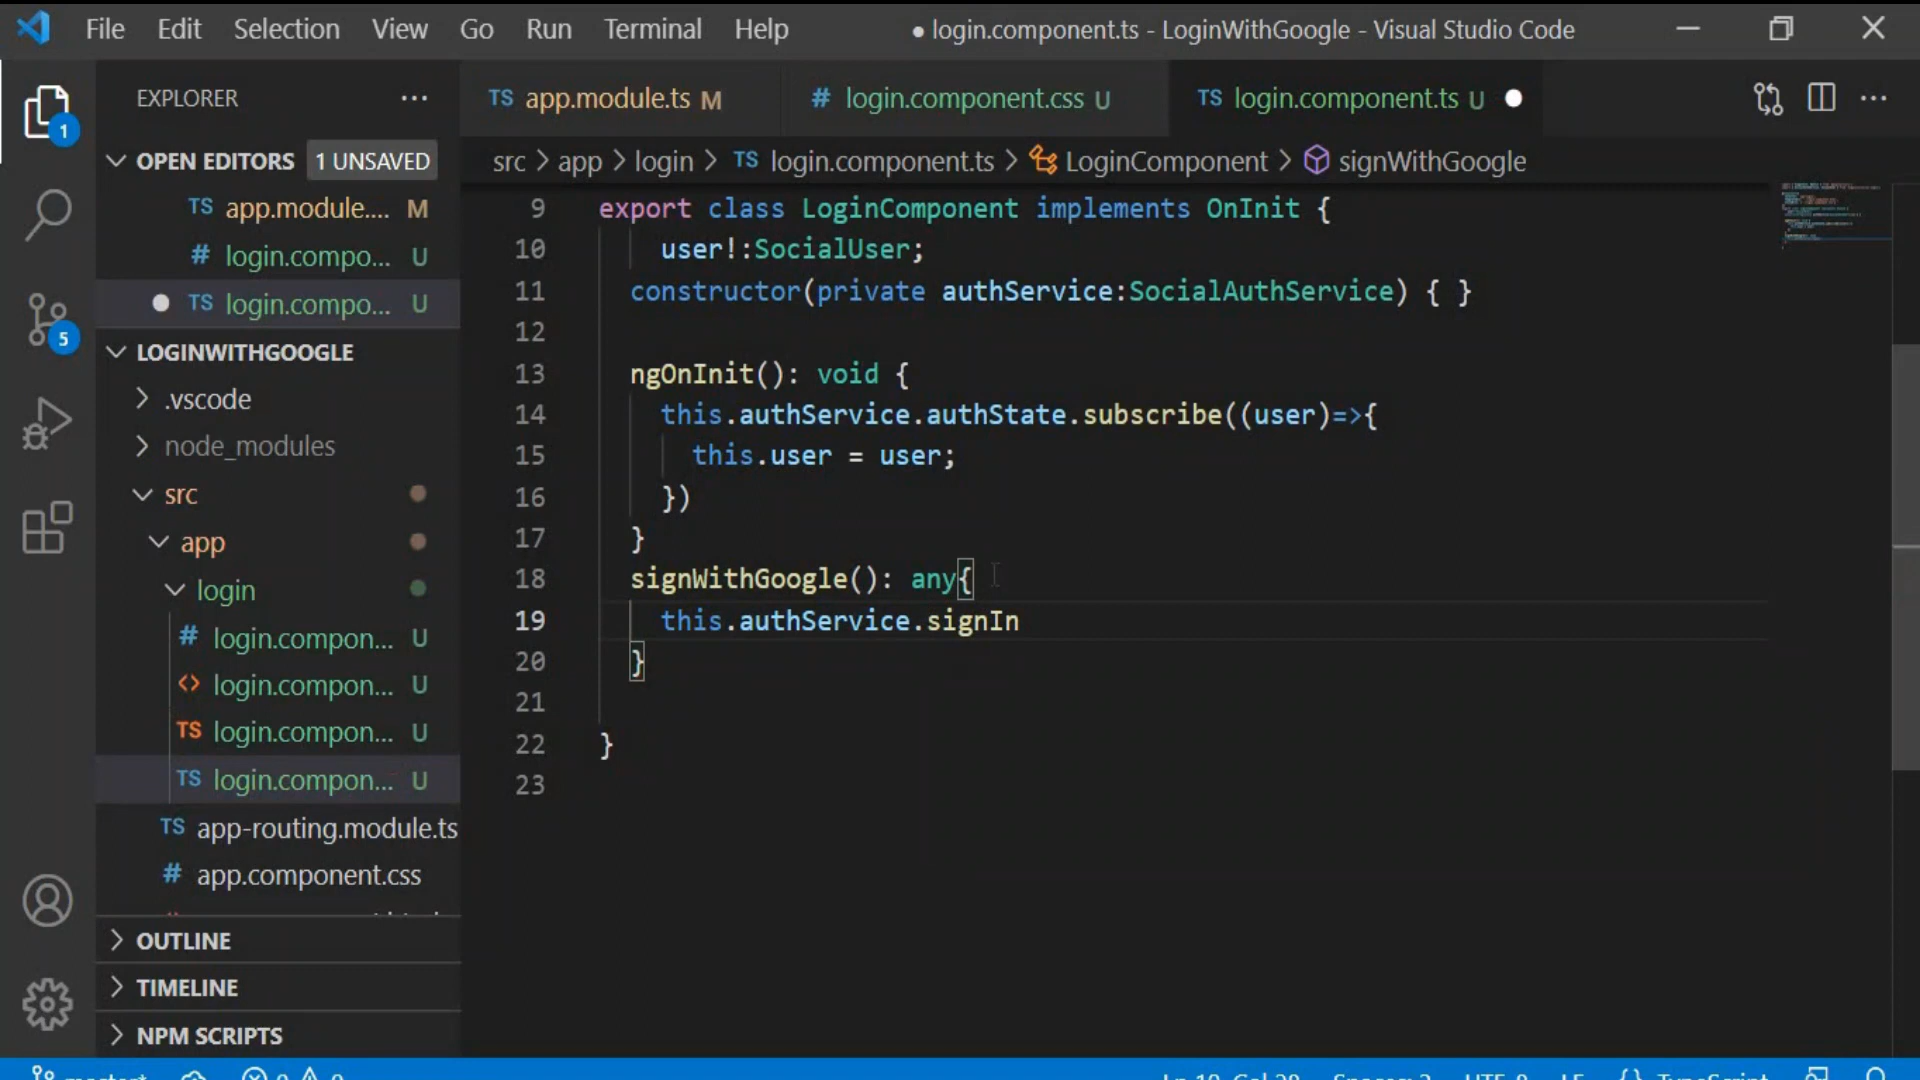 File Edit Selection View Go Run Terminal Help ● login.component.ts - LoginWithGoogle - Visual Studio Code
EXPLORER ···
TS app.module.ts M # login.component.css U TS login.component.ts U
OPEN EDITORS 1 UNSAVED
src > app > login > TS login.component.ts > LoginComponent > signWithGoogle
TS app.module.... M
# login.compo... U
TS login.compo... U
LOGINWITHGOOGLE
.vscode
node_modules
src
app
login
# login.compon... U
<> login.compon... U
TS login.compon... U
TS login.compon... U
TS app-routing.module.ts
# app.component.css
OUTLINE
TIMELINE
NPM SCRIPTS
1
5
9 export class LoginComponent implements OnInit {
10 user!:SocialUser;
11 constructor(private authService:SocialAuthService) { }
12
13 ngOnInit(): void {
14 this.authService.authState.subscribe((user)=>{
15 this.user = user;
16 })
17 }
18 signWithGoogle(): any{
19 this.authService.signIn
20 }
21
22 }
23